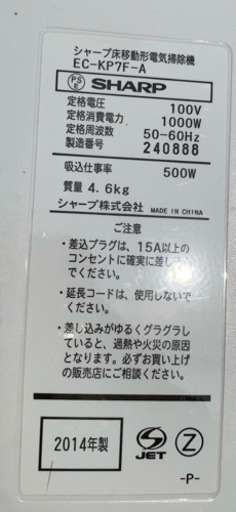 シャープ床移動形電気掃除機
EC-KP7F-A
PS E SHARP
定格電圧 100V
定格消費電力 1000W
定格周波数 50-60Hz
製造番号 240888
吸込仕事率 500W
質量 4.6kg
シャープ株式会社 MADE IN CHINA
ご注意
・差込プラグは、15A以上の
コンセントに確実に差し
でください。
・延長コードは、使用しないで
ください。
・差し込みがゆるくグラグラし
ていると、過熱や火災の原因
となります。必ずお買い上げ
の販売店にご相談ください。
2014年製 S JET Z
-P-